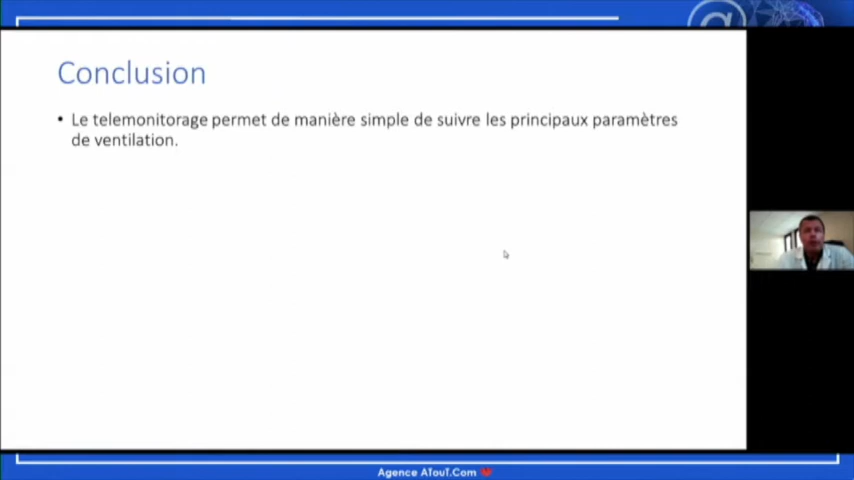 Conclusion
• Le telemonitorage permet de manière simple de suivre les principaux paramètres
de ventilation.
Agence ATouT.Com